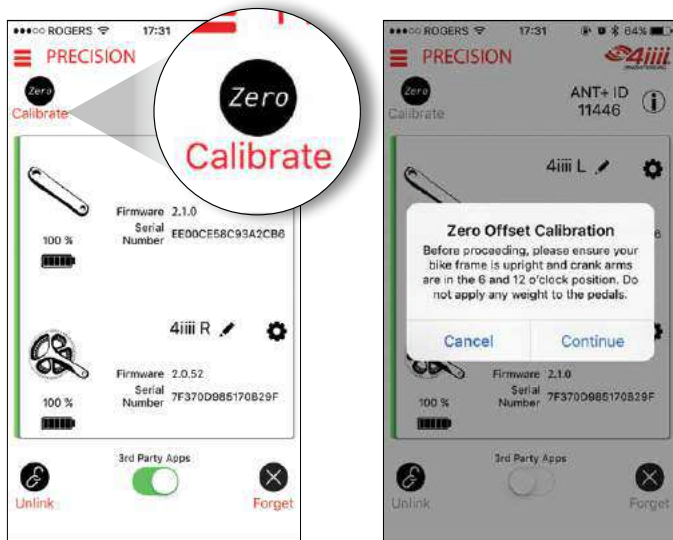 ROGERS 17:31
PRECISION
Zero
Calibrate
Zero
Calibrate
Firmware 2.1.0
Serial
Number EE00CE58C93A2CB6
100 %
4iiii R
Firmware 2.0.52
Serial
Number 7F370D985170B29F
100 %
3rd Party Apps
Unlink
Forget
ROGERS 17:31 64%
PRECISION
4iiii
Zero
Calibrate
ANT+ ID
11446
4iiii L
Zero Offset Calibration
Before proceeding, please ensure your
bike frame is upright and crank arms
are in the 6 and 12 o'clock position. Do
not apply any weight to the pedals.
Cancel
Continue
6
Firmware 2.1.0
Serial
Number 7F370D985170B29F
100 %
3rd Party Apps
Unlink
Forget